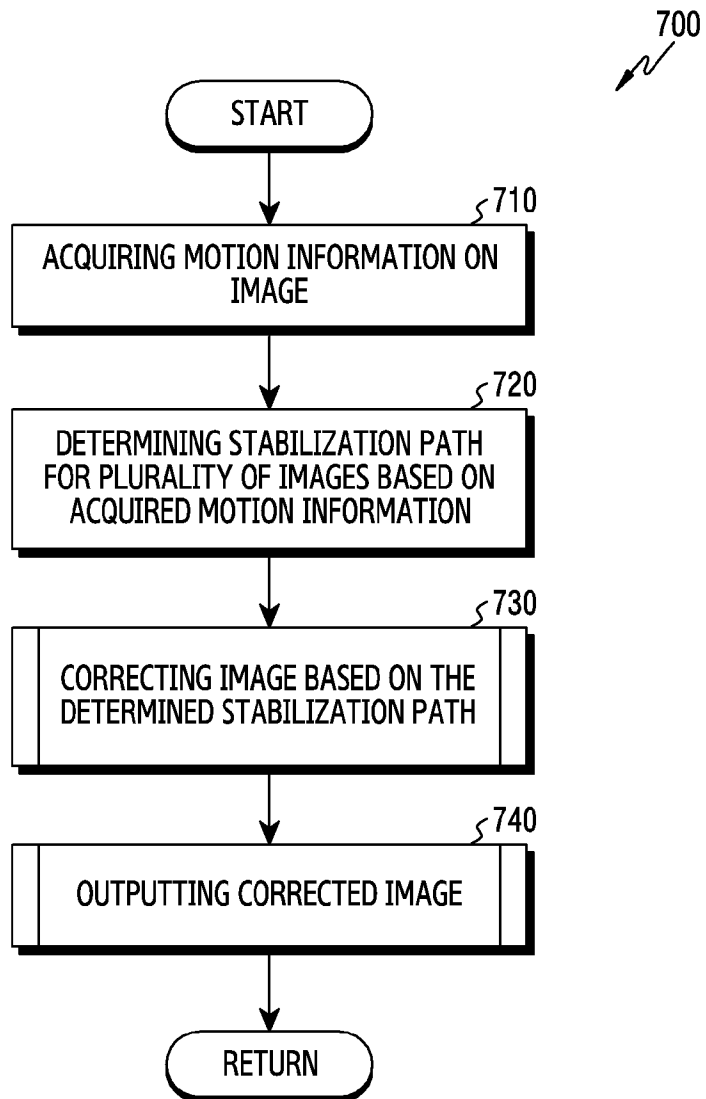 700
START
710
ACQUIRING MOTION INFORMATION ON
IMAGE
720
DETERMINING STABILIZATION PATH
FOR PLURALITY OF IMAGES BASED ON
ACQUIRED MOTION INFORMATION
730
CORRECTING IMAGE BASED ON THE
DETERMINED STABILIZATION PATH
740
OUTPUTTING CORRECTED IMAGE
RETURN